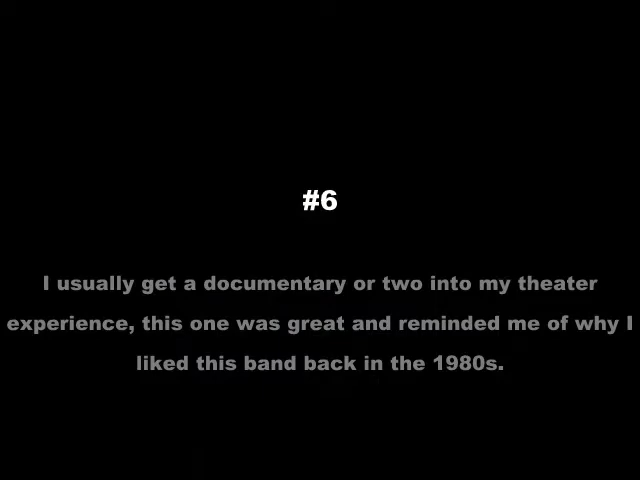 #6
I usually get a documentary or two into my theater
experience, this one was great and reminded me of why I
liked this band back in the 1980s.